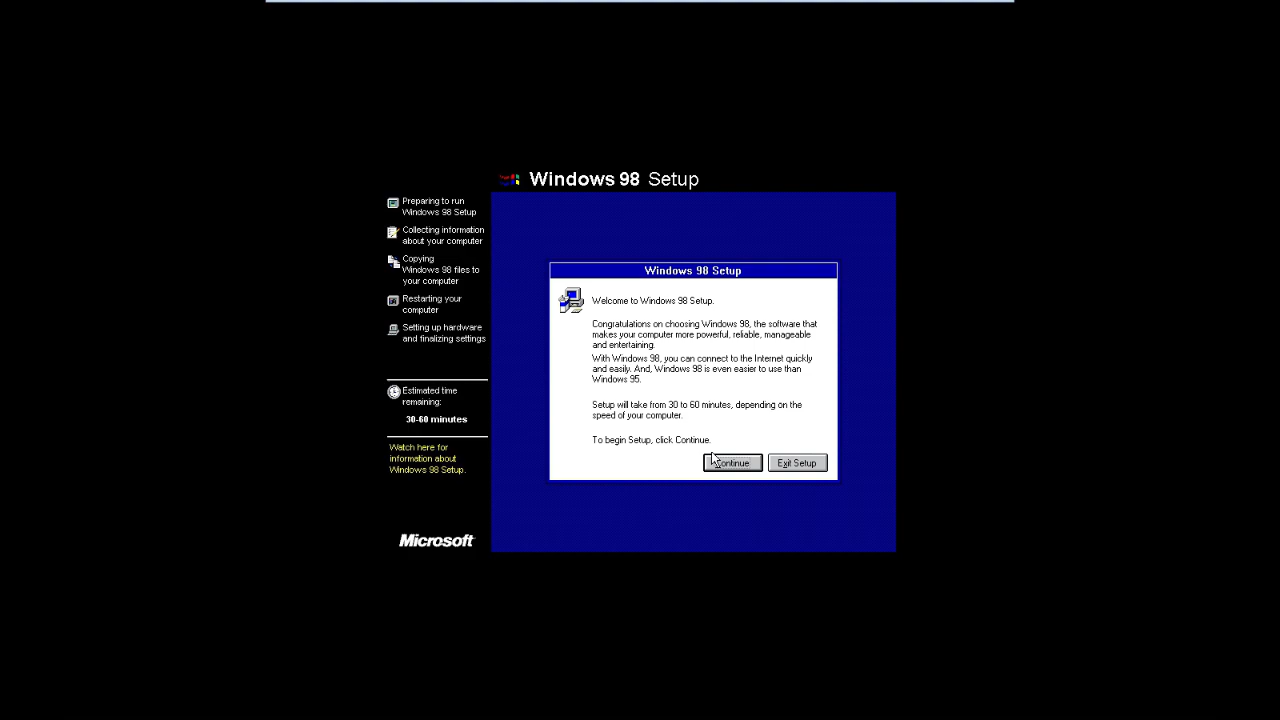 Windows 98 Setup
Preparing to run
Windows 98 Setup
Collecting information
about your computer
Copying
Windows 98 files to
your computer
Restarting your
computer
Setting up hardware
and finalizing settings
Estimated time
remaining:
30-60 minutes
Watch here for
information about
Windows 98 Setup.
Microsoft
Windows 98 Setup
Welcome to Windows 98 Setup.
Congratulations on choosing Windows 98, the software that
makes your computer more powerful, reliable, manageable
and entertaining.
With Windows 98, you can connect to the Internet quickly
and easily. And, Windows 98 is even easier to use than
Windows 95.
Setup will take from 30 to 60 minutes, depending on the
speed of your computer.
To begin Setup, click Continue.
Continue
Exit Setup